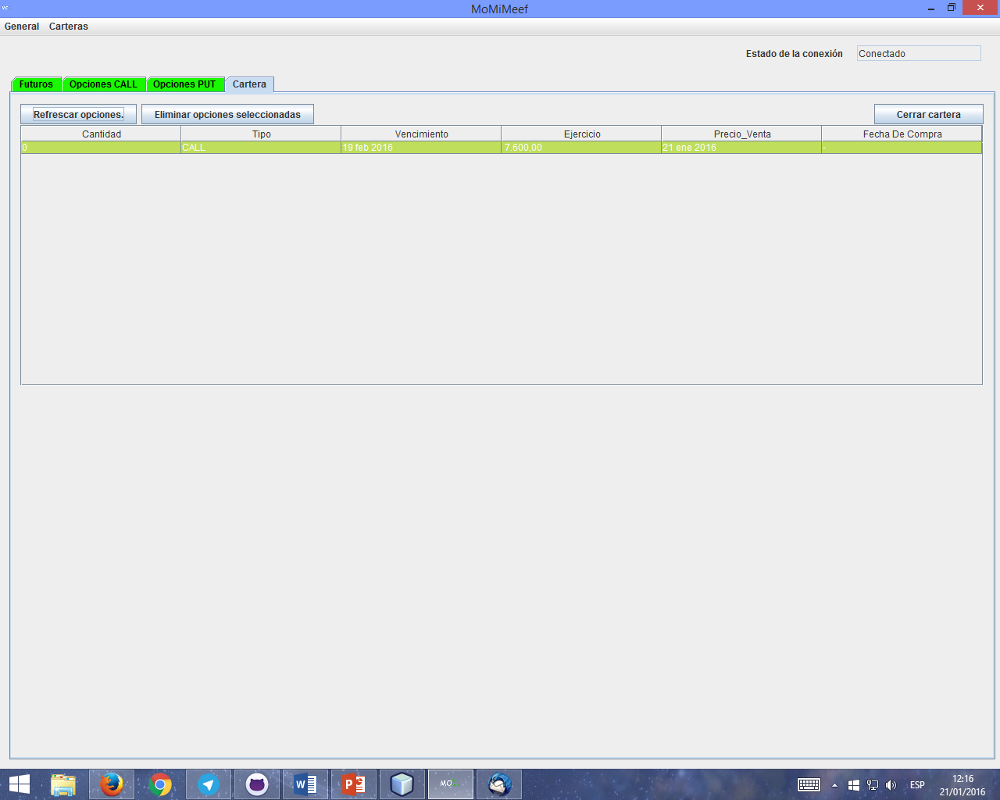 MoMiMeef
General Carteras
Estado de la conexión Conectado
Futuros Opciones CALL Opciones PUT Cartera
Refrescar opciones. Eliminar opciones seleccionadas Cerrar cartera
Cantidad Tipo Vencimiento Ejercicio Precio_Venta Fecha De Compra
0 CALL 19 feb 2016 7.600,00 21 ene 2016 -
ESP 12:16
21/01/2016